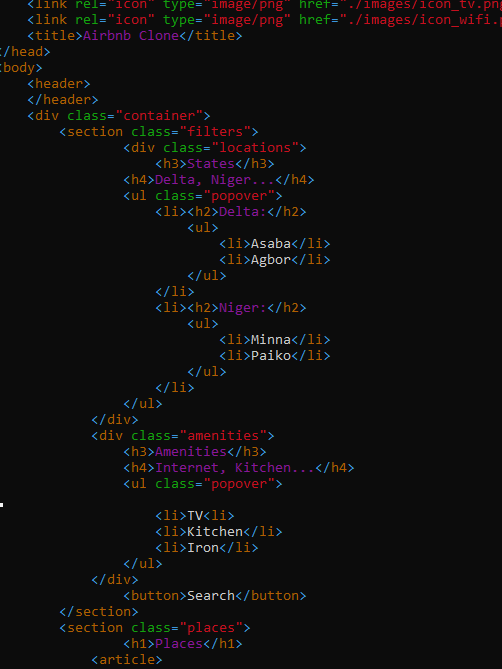 <link rel="icon" type="image/png" href="./images/icon_tv.png
<link rel="icon" type="image/png" href="./images/icon_wifi.p
<title>Airbnb Clone</title>
</head>
<body>
<header>
</header>
<div class="container">
<section class="filters">
<div class="locations">
<h3>States</h3>
<h4>Delta, Niger...</h4>
<ul class="popover">
<li><h2>Delta:</h2>
<ul>
<li>Asaba</li>
<li>Agbor</li>
</ul>
</li>
<li><h2>Niger:</h2>
<ul>
<li>Minna</li>
<li>Paiko</li>
</ul>
</li>
</ul>
</div>
<div class="amenities">
<h3>Amenities</h3>
<h4>Internet, Kitchen...</h4>
<ul class="popover">
<li>TV<li>
<li>Kitchen</li>
<li>Iron</li>
</ul>
</div>
<button>Search</button>
</section>
<section class="places">
<h1>Places</h1>
<article>